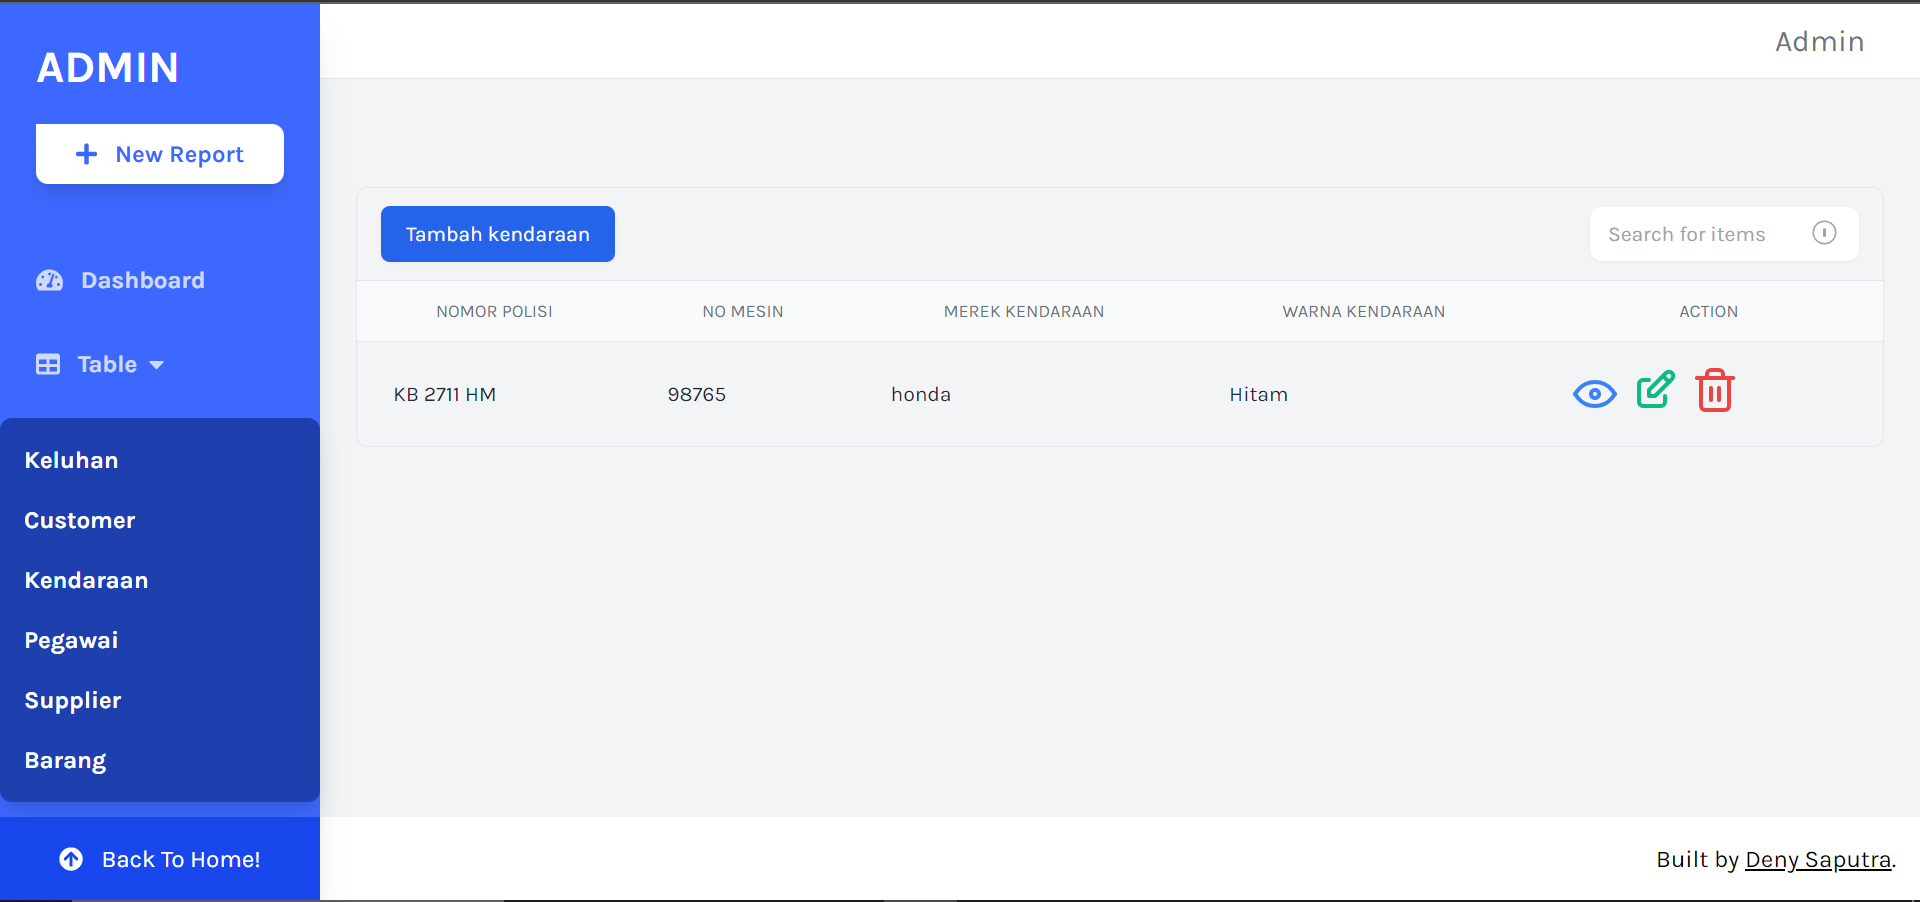 ADMIN
New Report
Dashboard
Table
Keluhan
Customer
Kendaraan
Pegawai
Supplier
Barang
Back To Home!
Admin
Tambah kendaraan
Search for items
NOMOR POLISI NO MESIN MEREK KENDARAAN WARNA KENDARAAN ACTION
KB 2711 HM 98765 honda Hitam
Built by Deny Saputra.